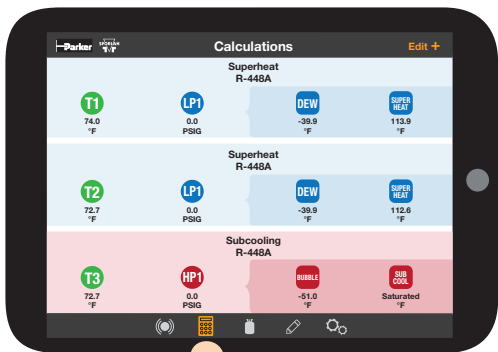 Parker SPORLAN Calculations Edit +
Superheat
R-448A
T1 LP1 DEW SUPER HEAT
74.0 0.0 -39.9 113.9
°F PSIG °F °F
Superheat
R-448A
T2 LP1 DEW SUPER HEAT
72.7 0.0 -39.9 112.6
°F PSIG °F °F
Subcooling
R-448A
T3 HP1 BUBBLE SUB COOL
72.7 0.0 -51.0 Saturated
°F PSIG °F °F